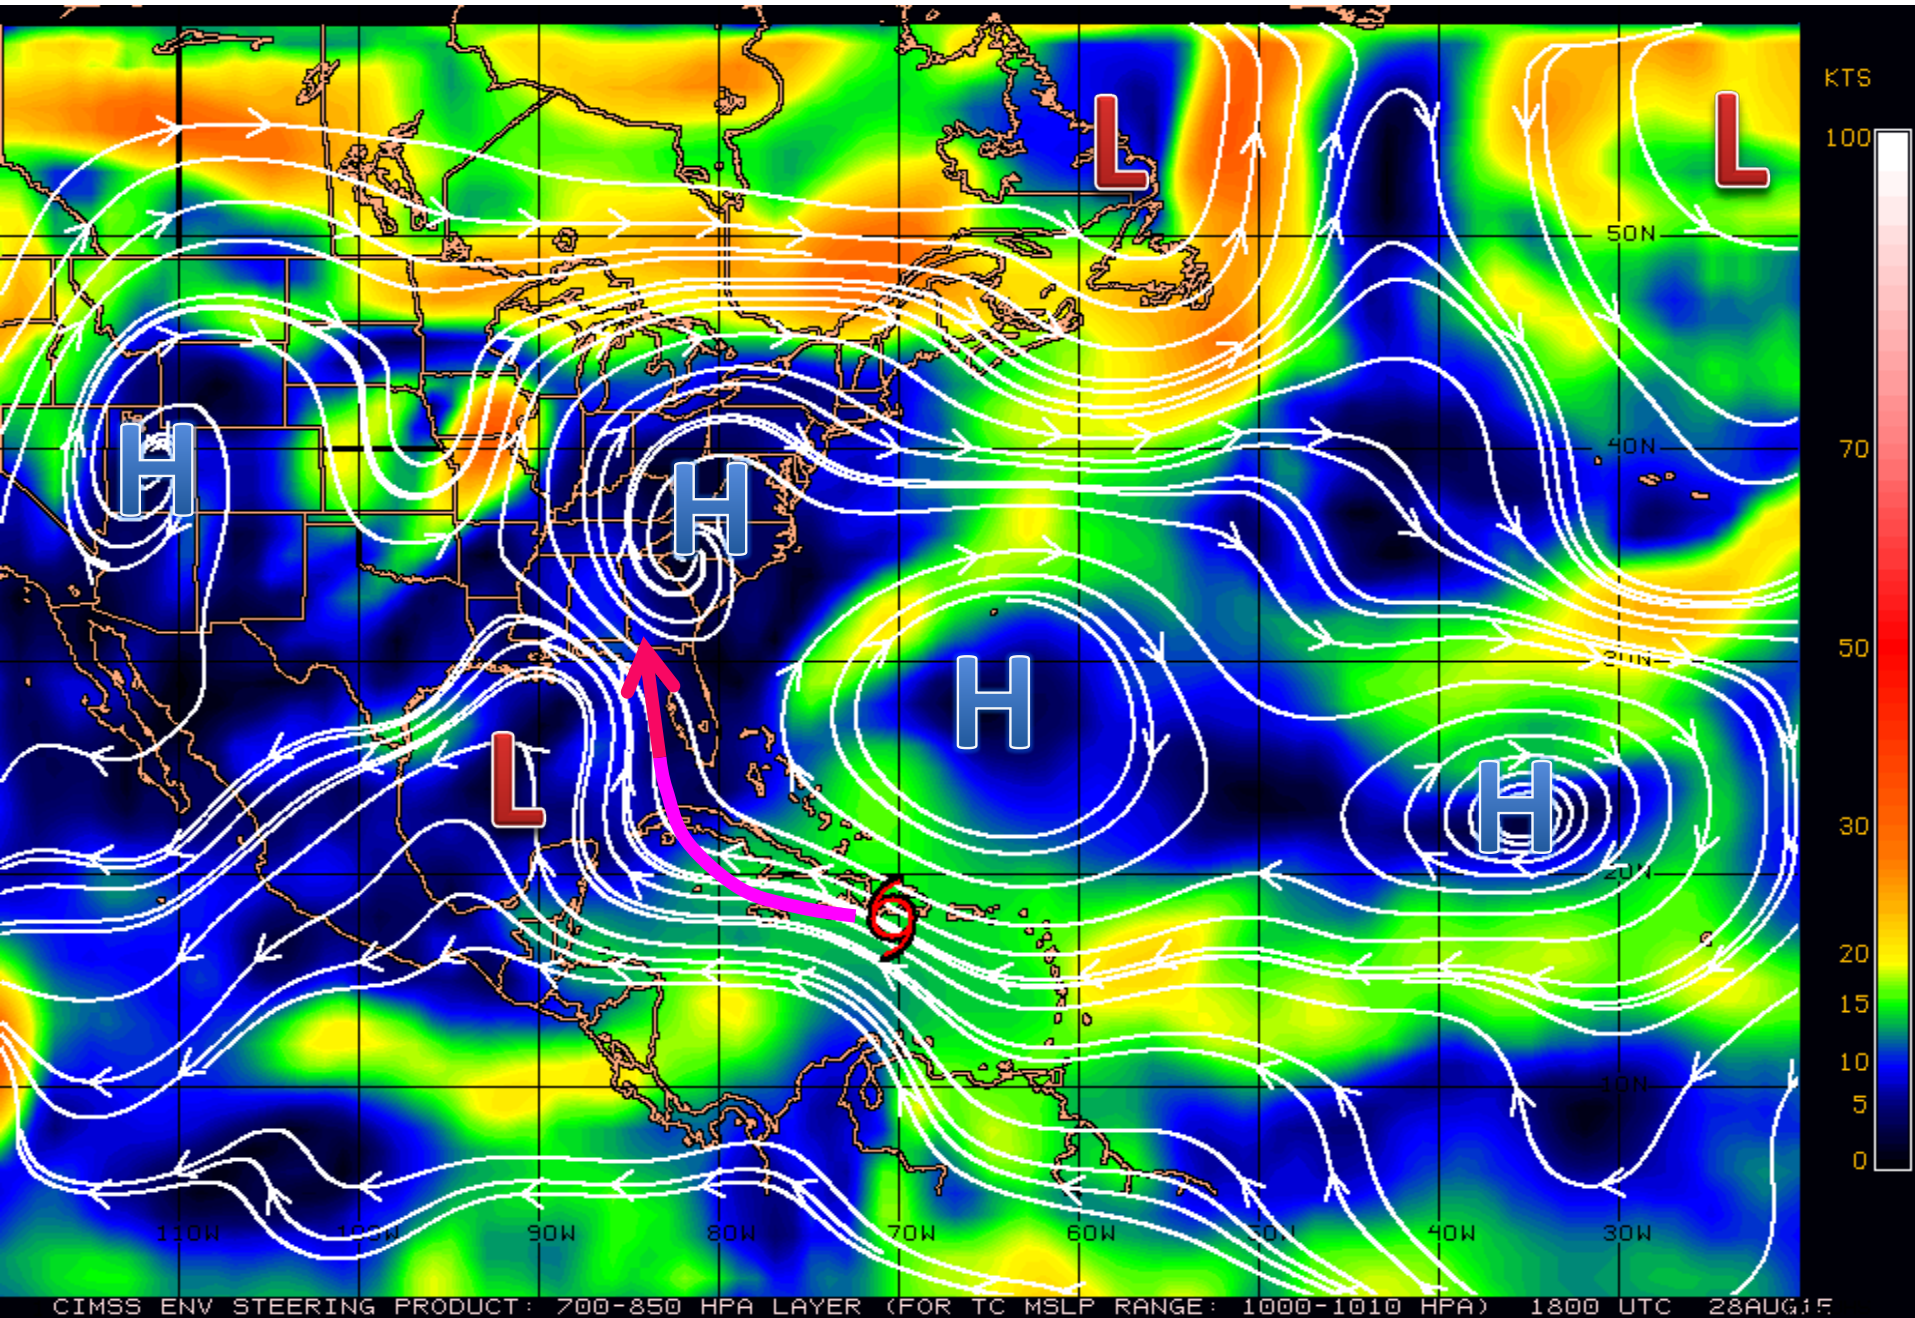 KTS
100
L
L
50N
70
40N
H
H
50
30N
H
L
H
30
20N
20
15
10
10N
5
0
110W 100W 90W 80W 70W 60W 50W 40W 30W
CIMSS ENV STEERING PRODUCT: 700-850 HPA LAYER (FOR TC MSLP RANGE: 1000-1010 HPA) 1800 UTC 28AUG15